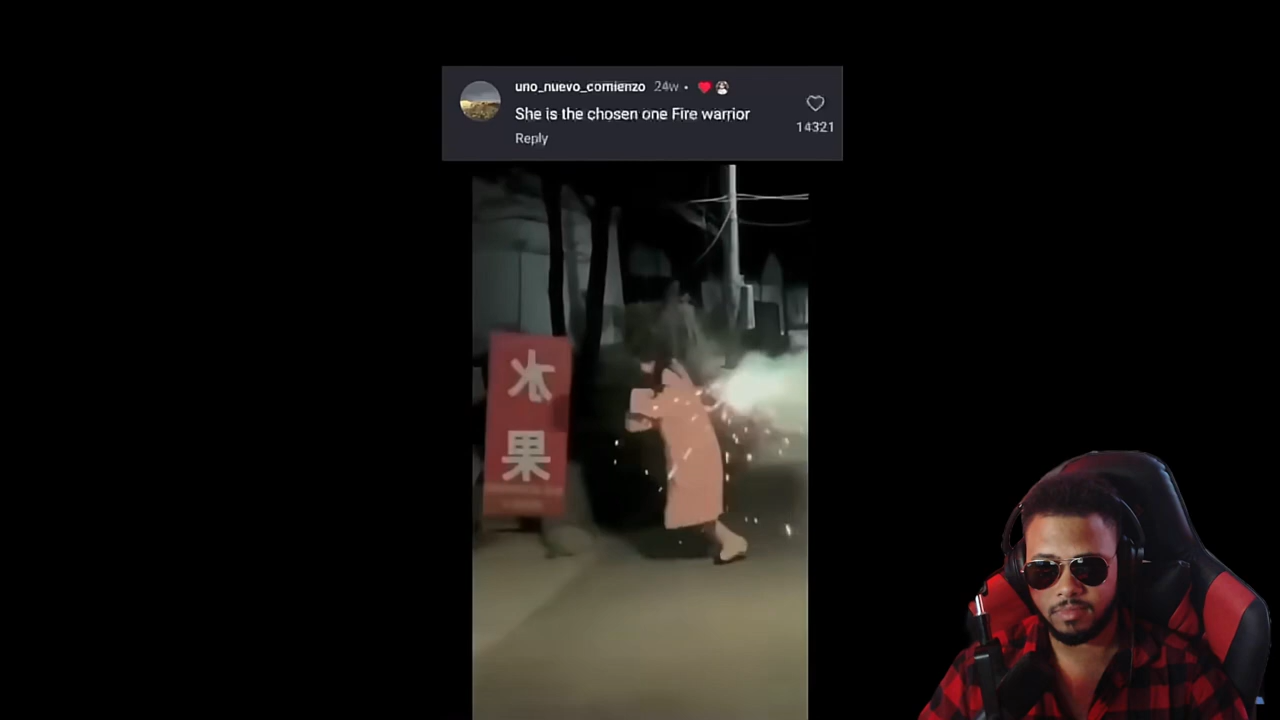 uno_nuevo_comienzo 24w •
She is the chosen one Fire warrior
14321
Reply
水
果